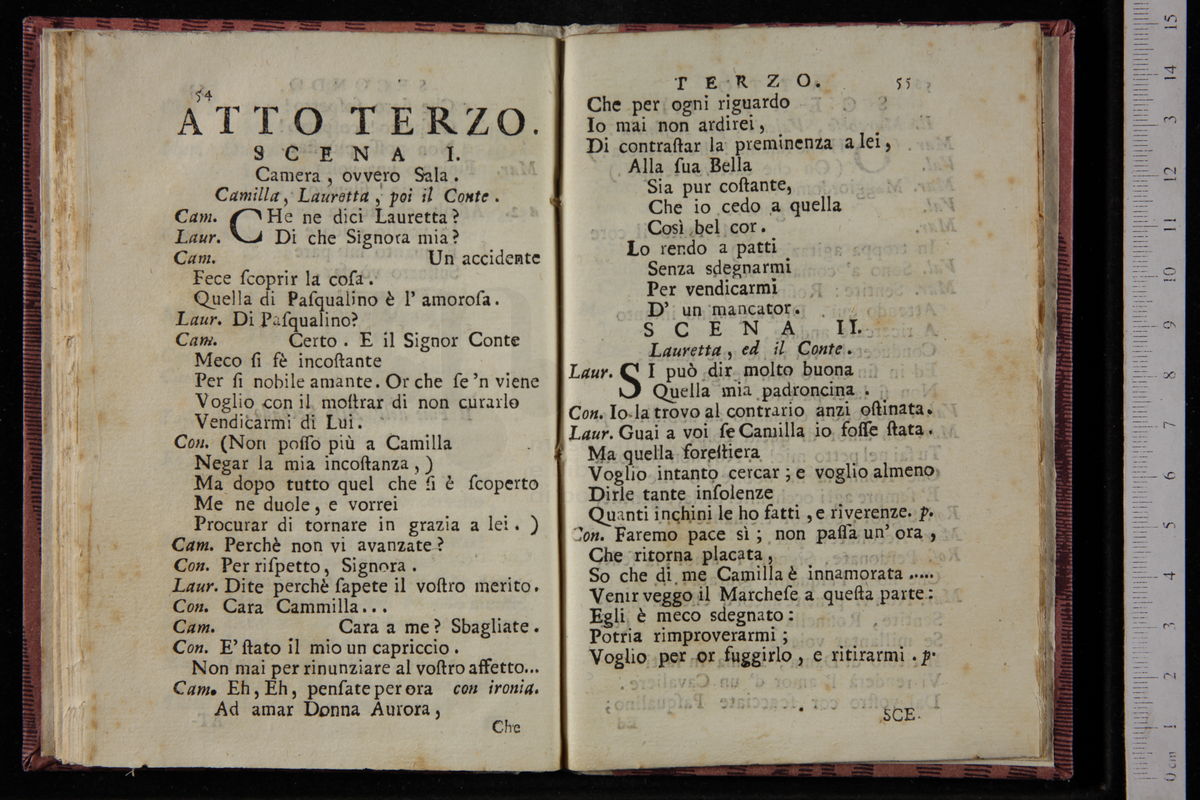 54
ATTO TERZO.
SCENA I.
Camera, ovvero Sala.
Camilla, Lauretta, poi il Conte.
Cam. CHe ne dici Lauretta?
Laur. Di che Signora mia?
Cam. Un accidente
Fece ſcoprir la coſa.
Quella di Paſqualino è l' amoroſa.
Laur. Di Paſqualino?
Cam. Certo. E il Signor Conte
Meco ſi fè incoſtante
Per ſi nobile amante. Or che ſe 'n viene
Voglio con il moſtrar di non curarlo
Vendicarmi di Lui.
Con. (Non poſſo più a Camilla
Negar la mia incoſtanza,)
Ma dopo tutto quel che ſi è ſcoperto
Me ne duole, e vorrei
Procurar di tornare in grazia a lei.)
Cam. Perchè non vi avanzate?
Con. Per riſpetto, Signora.
Laur. Dite perchè ſapete il voſtro merito.
Con. Cara Cammilla...
Cam. Cara a me? Sbagliate.
Con. E' ſtato il mio un capriccio.
Non mai per rinunziare al voſtro affetto...
Cam. Eh, Eh, penſate per ora con ironia.
Ad amar Donna Aurora,
Che
TERZO. 55
Che per ogni riguardo
Io mai non ardirei,
Di contraſtar la preminenza a lei,
Alla ſua Bella
Sia pur coſtante,
Che io cedo a quella
Così bel cor.
Lo rendo a patti
Senza sdegnarmi
Per vendicarmi
D' un mancator.
SCENA II.
Lauretta, ed il Conte.
Laur. SI può dir molto buona
Quella mia padroncina.
Con. Io la trovo al contrario anzi oſtinata.
Laur. Guai a voi ſe Camilla io foſſe ſtata.
Ma quella foreſtiera
Voglio intanto cercar; e voglio almeno
Dirle tante inſolenze
Quanti inchini le ho fatti, e riverenze. p.
Con. Faremo pace sì; non paſſa un' ora,
Che ritorna placata,
So che di me Camilla è innamorata .....
Venir veggo il Marcheſe a queſta parte:
Egli è meco sdegnato:
Potria rimproverarmi;
Voglio per or fuggirlo, e ritirarmi. p.
SCE-